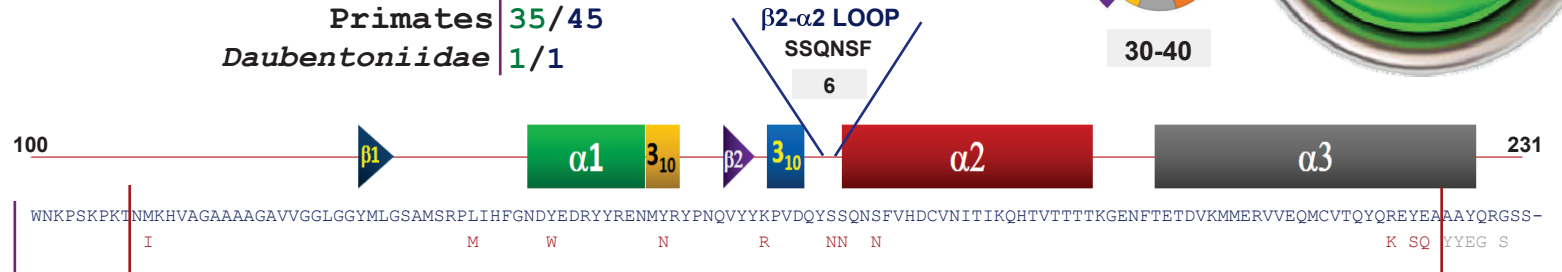 Primates 35/45
Daubentoniidae 1/1
β2-α2 LOOP
SSQNSF
6
30-40
100
β1
α1
3₁₀
β2
3₁₀
α2
α3
231
WNKPSKPKTNMKHVAGAAAAGAVVGGLGGYMLGSAMSRPLIHFGNDYEDRYYRENMYRYPNQVYYKPVDQYSSQNSFVHDCVNITIKQHTVTTTTKGENFTETDVKMMERVVEQMCVTQYQREYEAAAYQRGSS-
I M W N R NN N K SQ YYEG S